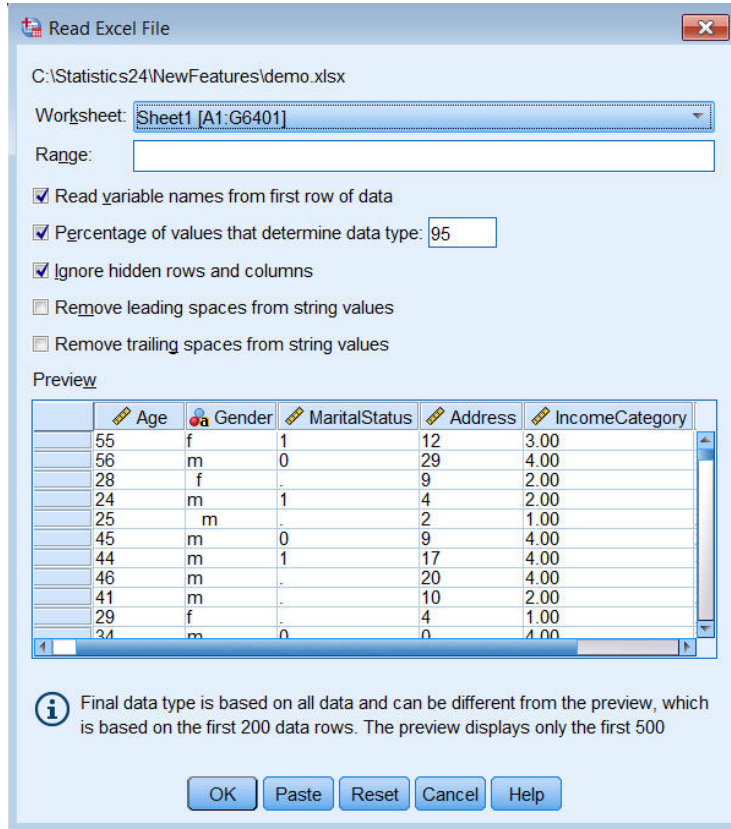 Read Excel File
C:\Statistics24\NewFeatures\demo.xlsx
Worksheet: Sheet1 [A1:G6401]
Range:
Read variable names from first row of data
Percentage of values that determine data type: 95
Ignore hidden rows and columns
Remove leading spaces from string values
Remove trailing spaces from string values
Preview
Age Gender MaritalStatus Address IncomeCategory
55 f 1 12 3.00
56 m 0 29 4.00
28 f . 9 2.00
24 m 1 4 2.00
25 m . 2 1.00
45 m 0 9 4.00
44 m 1 17 4.00
46 m . 20 4.00
41 m . 10 2.00
29 f . 4 1.00
34 m 0 0 4.00
Final data type is based on all data and can be different from the preview, which
is based on the first 200 data rows. The preview displays only the first 500
OK Paste Reset Cancel Help